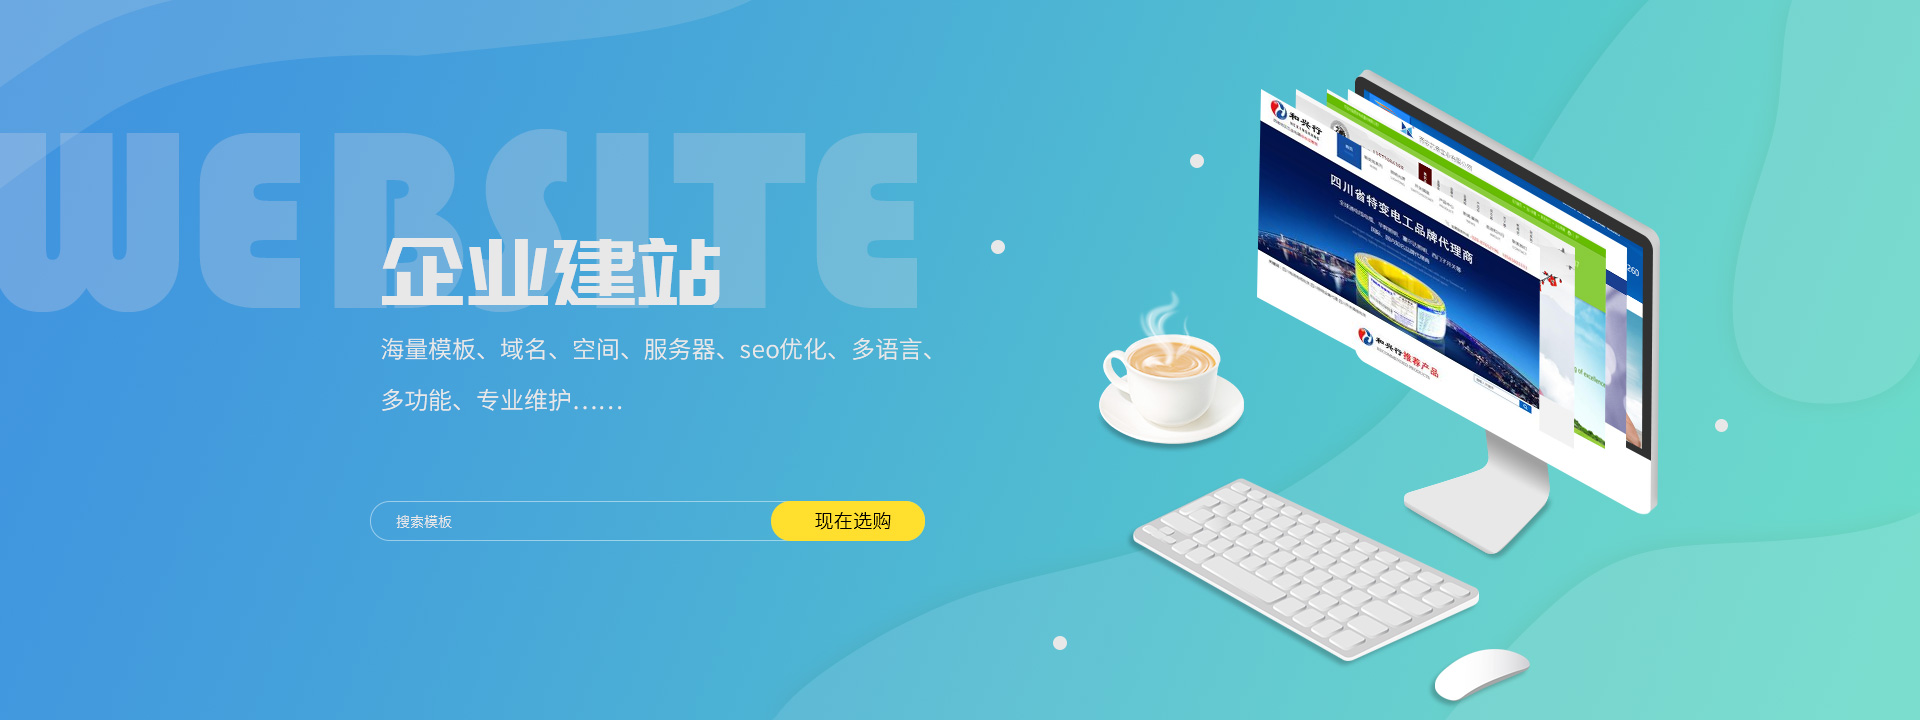 WEBSITE
企业建站
海量模板、域名、空间、服务器、seo优化、多语言、
多功能、专业维护……
搜索模板
现在选购
和兴行
四川省特变电工品牌代理商
和兴行推荐产品
260